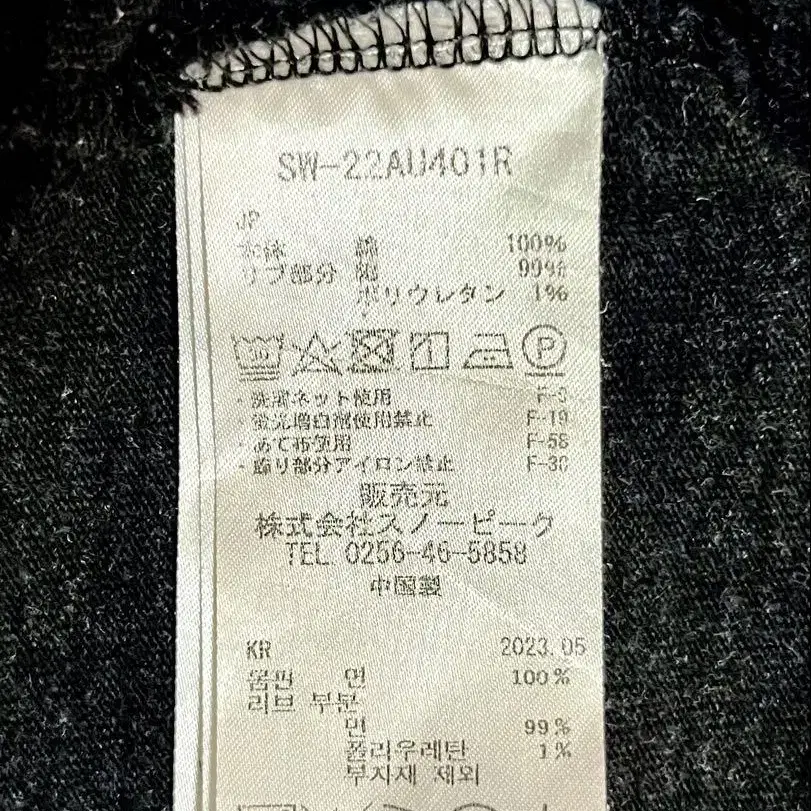 SW-22AU401R
JP
本体 綿 100%
リブ部分 綿 99%
ポリウレタン 1%
30 P
・洗濯ネット使用 F-3
・蛍光増白剤使用禁止 F-19
・あて布使用 F-58
・飾り部分アイロン禁止 F-30
販売元
株式会社スノーピーク
TEL. 0256-46-5858
中国製
KR 2023.05
몸판 면 100%
리브 부분
면 99%
폴리우레탄 1%
부자재 제외